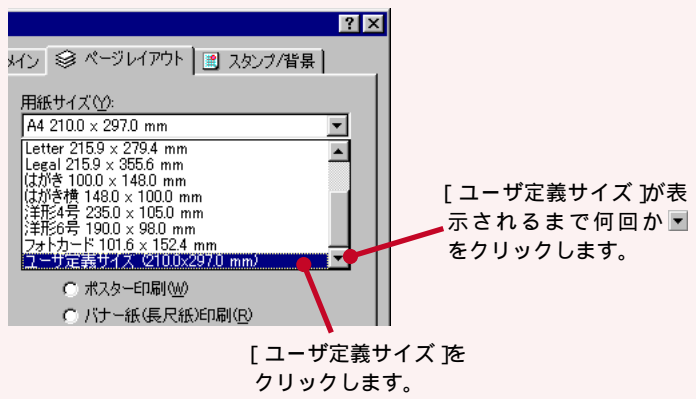 メイン ページレイアウト スタンプ/背景
用紙サイズ(Y):
A4 210.0 x 297.0 mm
Letter 215.9 x 279.4 mm
Legal 215.9 x 355.6 mm
はがき 100.0 x 148.0 mm
はがき横 148.0 x 100.0 mm
洋形4号 235.0 x 105.0 mm
洋形6号 190.0 x 98.0 mm
フォトカード 101.6 x 152.4 mm
ユーザ定義サイズ (210.0x297.0 mm)
ポスター印刷(W)
バナー紙(長尺紙)印刷(R)
[ ユーザ定義サイズ ]が表
示されるまで何回か
をクリックします。
[ ユーザ定義サイズ ]を
クリックします。